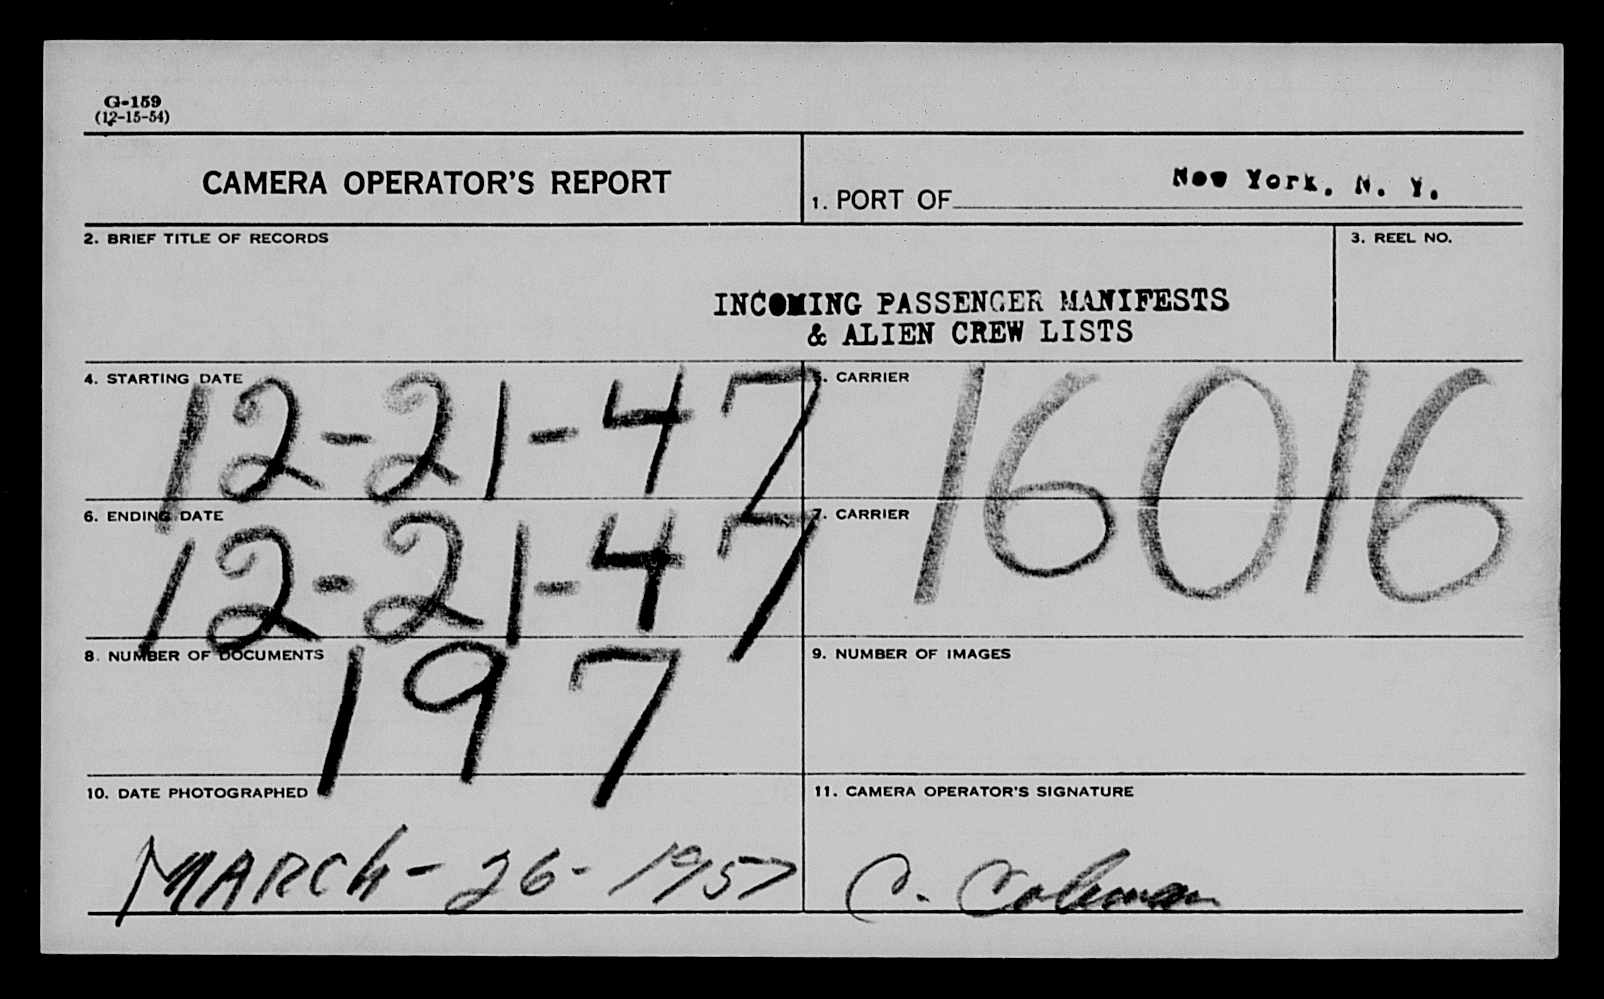 G-159
(12-15-54)
CAMERA OPERATOR'S REPORT
1. PORT OF New York, N. Y.
2. BRIEF TITLE OF RECORDS
3. REEL NO.
INCOMING PASSENGER MANIFESTS
& ALIEN CREW LISTS
4. STARTING DATE
12-21-47
5. CARRIER
16016
6. ENDING DATE
12-21-47
7. CARRIER
8. NUMBER OF DOCUMENTS
197
9. NUMBER OF IMAGES
10. DATE PHOTOGRAPHED
MARCh-26-1957
11. CAMERA OPERATOR'S SIGNATURE
C. Coleman